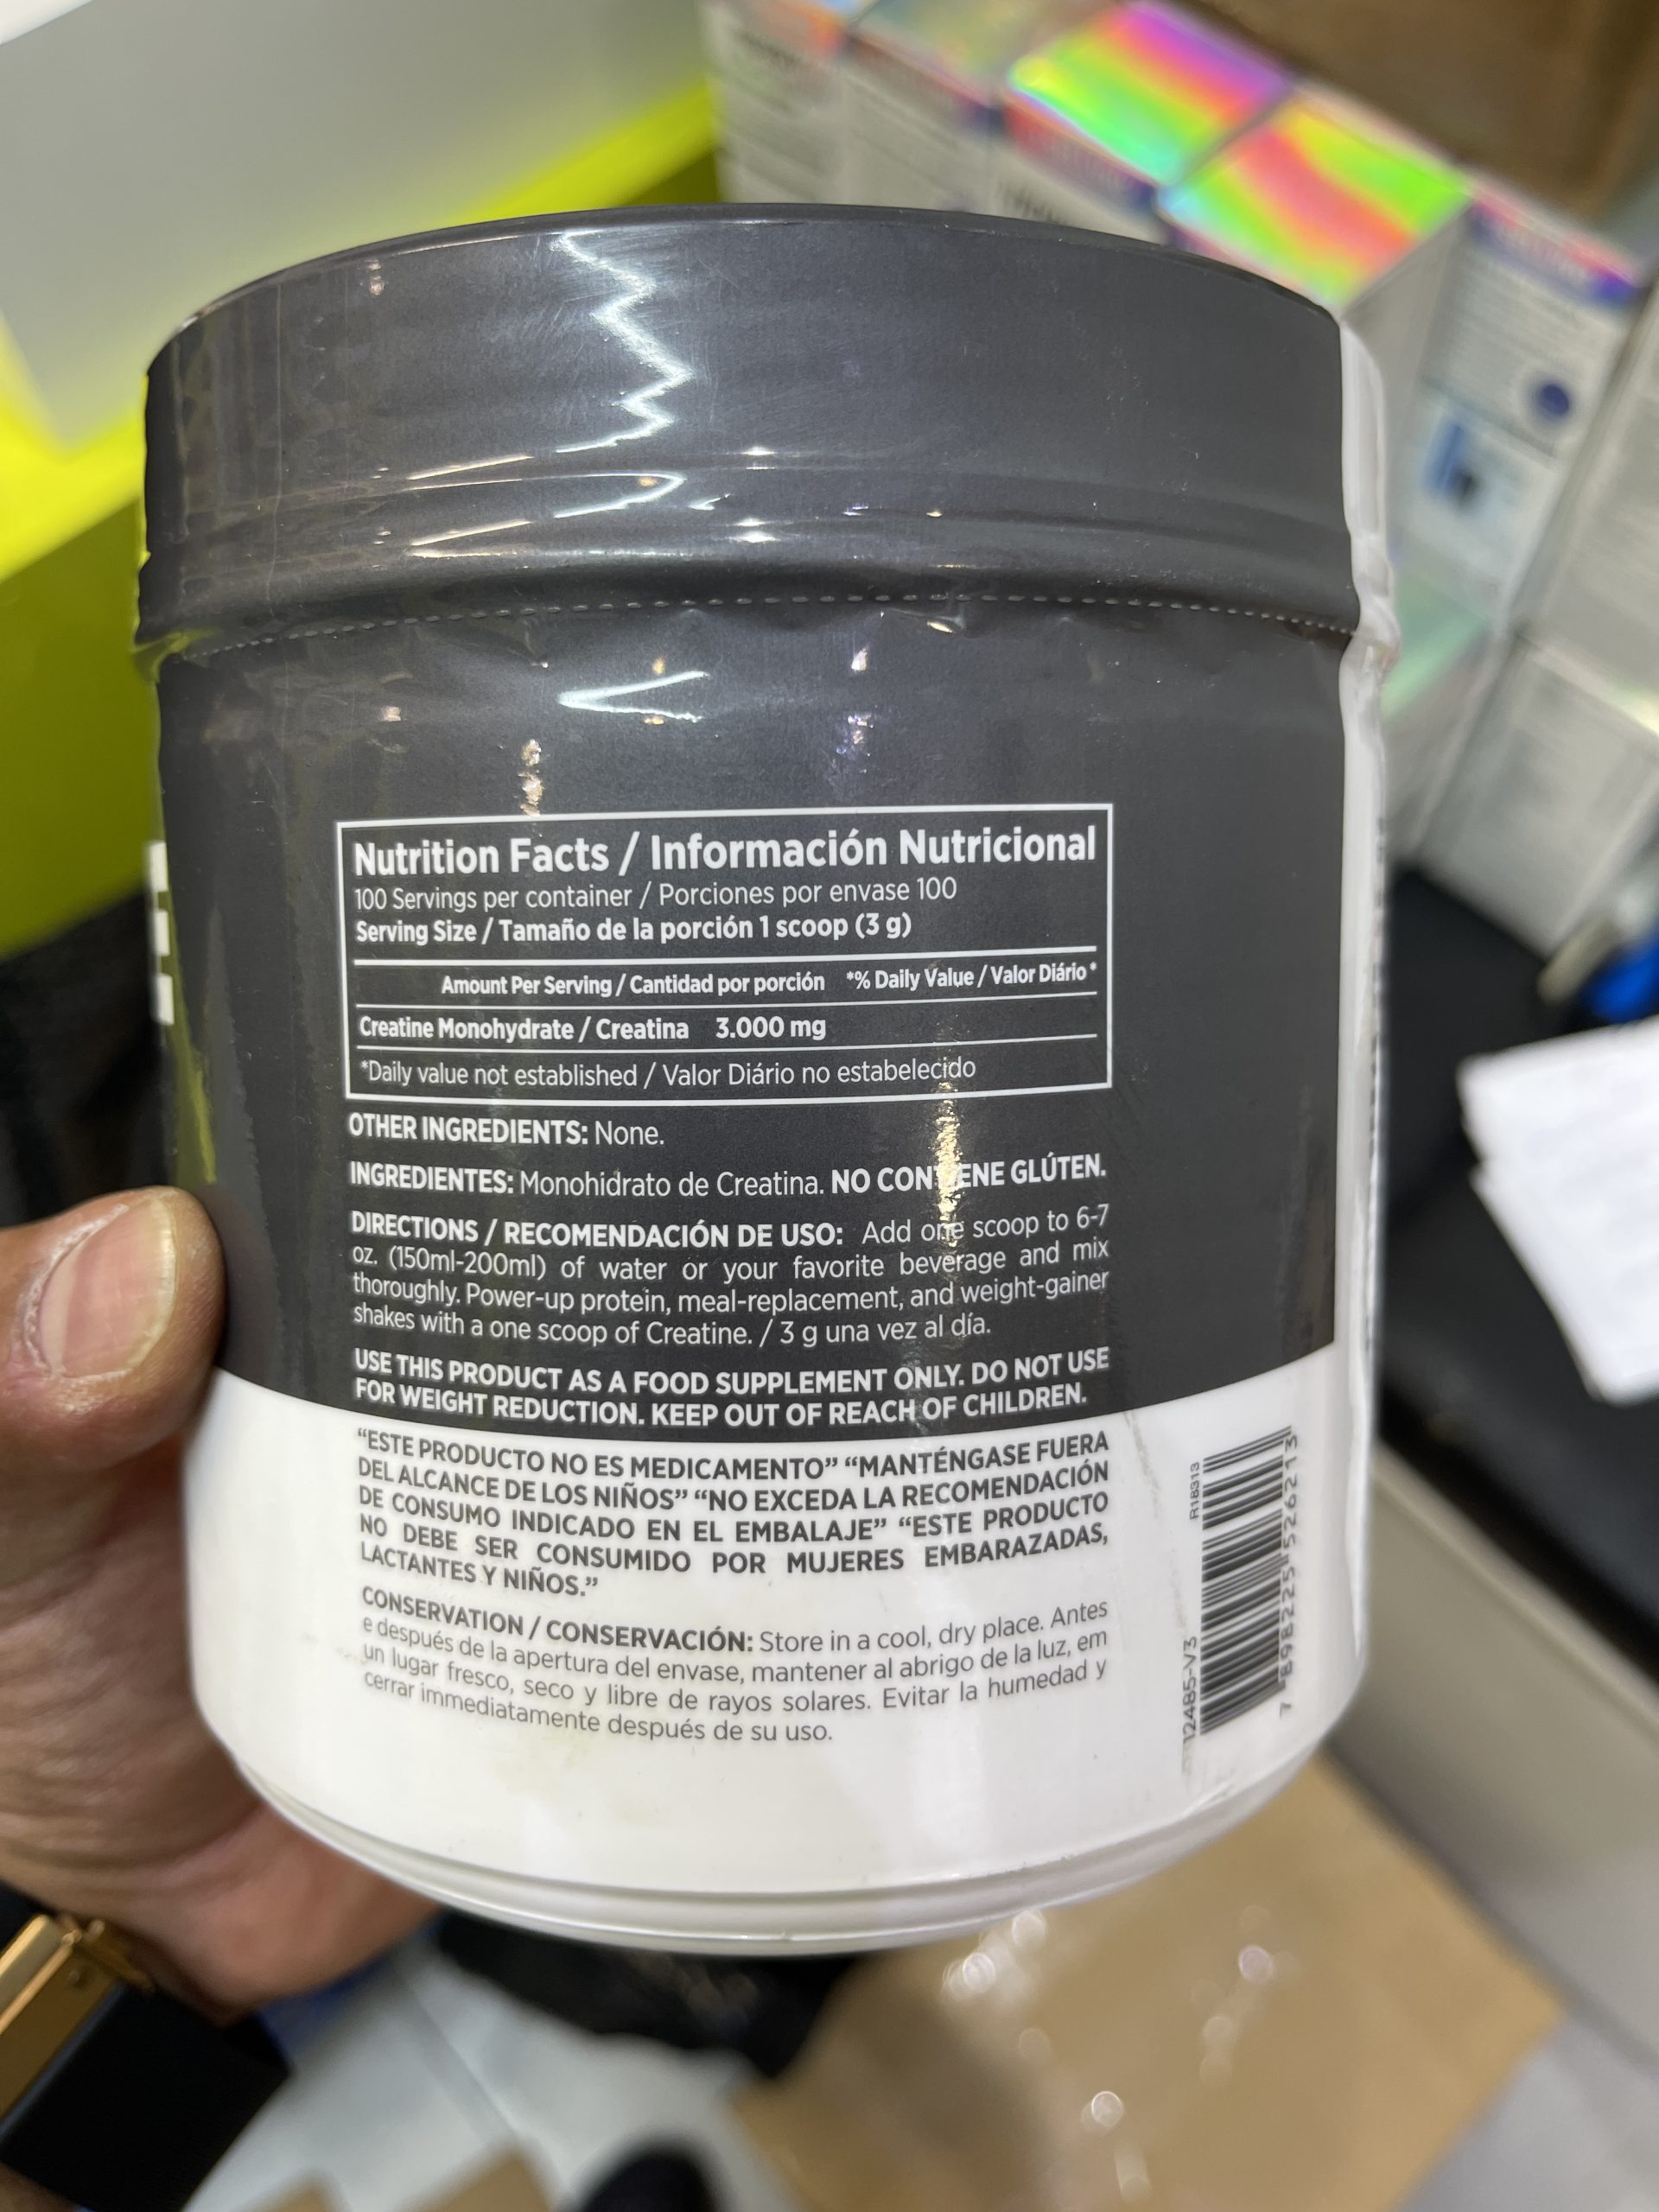 Nutrition Facts / Información Nutricional
100 Servings per container / Porciones por envase 100
Serving Size / Tamaño de la porción 1 scoop (3 g)
Amount Per Serving / Cantidad por porción *% Daily Value / Valor Diário *
Creatine Monohydrate / Creatina 3.000 mg
*Daily value not established / Valor Diário no estabelecido
OTHER INGREDIENTS: None.
INGREDIENTES: Monohidrato de Creatina. NO CONTIENE GLÚTEN.
DIRECTIONS / RECOMENDACIÓN DE USO: Add one scoop to 6-7
oz. (150ml-200ml) of water or your favorite beverage and mix
thoroughly. Power-up protein, meal-replacement, and weight-gainer
shakes with a one scoop of Creatine. / 3 g una vez al día.
USE THIS PRODUCT AS A FOOD SUPPLEMENT ONLY. DO NOT USE
FOR WEIGHT REDUCTION. KEEP OUT OF REACH OF CHILDREN.
“ESTE PRODUCTO NO ES MEDICAMENTO” “MANTÉNGASE FUERA
DEL ALCANCE DE LOS NIÑOS” “NO EXCEDA LA RECOMENDACIÓN
DE CONSUMO INDICADO EN EL EMBALAJE” “ESTE PRODUCTO
NO DEBE SER CONSUMIDO POR MUJERES EMBARAZADAS,
LACTANTES Y NIÑOS.”
CONSERVATION / CONSERVACIÓN: Store in a cool, dry place. Antes
e después de la apertura del envase, mantener al abrigo de la luz, em
un lugar fresco, seco y libre de rayos solares. Evitar la humedad y
cerrar immediatamente después de su uso.
12485-V3 R18313
7 898225 526213